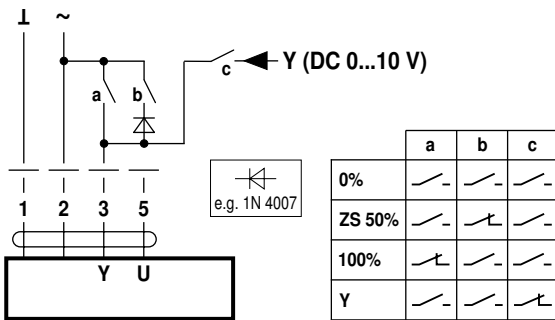 ⊥ ~
a b c Y (DC 0...10 V)
1 2 3 5
e.g. 1N 4007
Y U
a b c
0%
ZS 50%
100%
Y